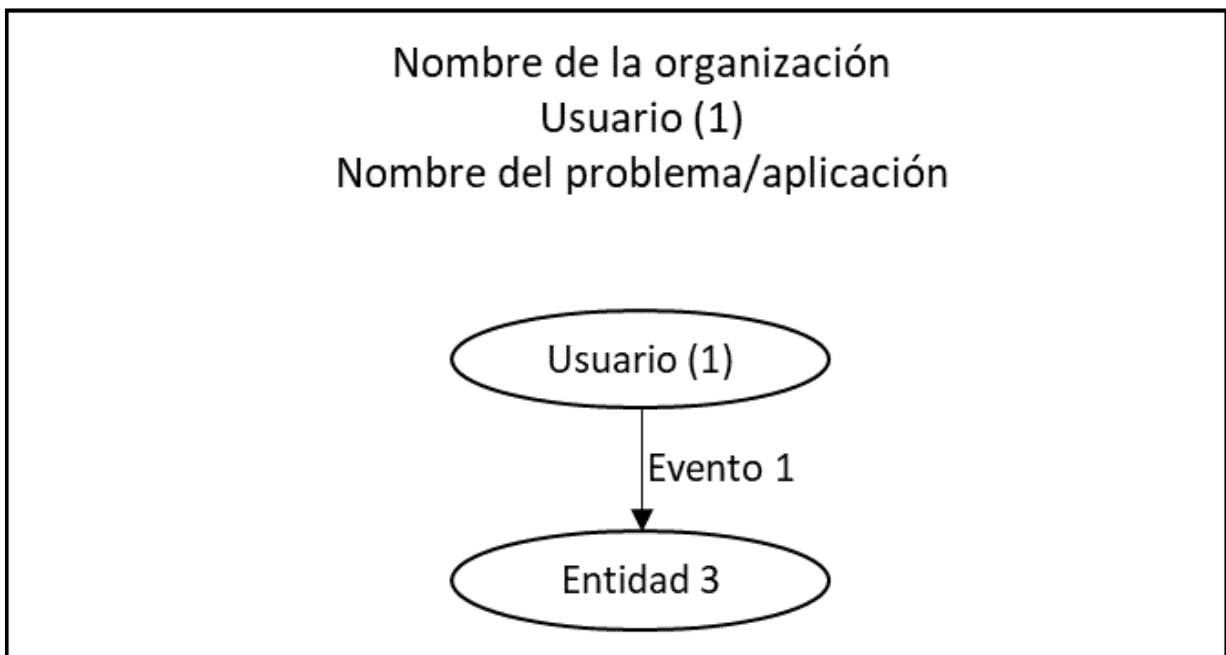 Nombre de la organización
Usuario (1)
Nombre del problema/aplicación
Usuario (1)
Evento 1
Entidad 3